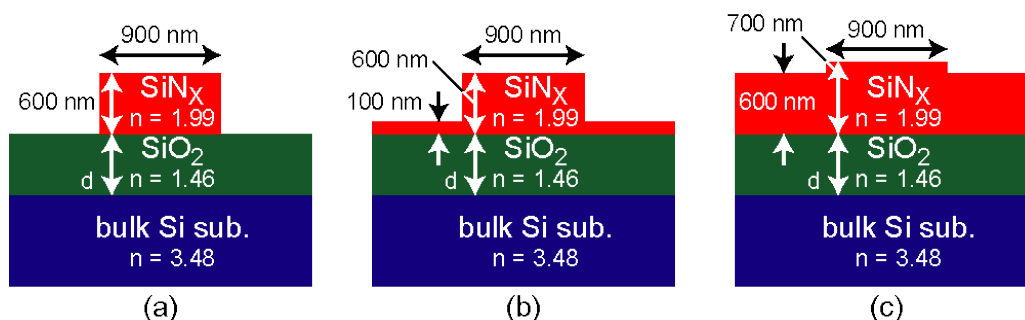 900 nm
600 nm
SiNX
n = 1.99
SiO2
d
n = 1.46
bulk Si sub.
n = 3.48
(a)
900 nm
600 nm
100 nm
SiNX
n = 1.99
SiO2
d
n = 1.46
bulk Si sub.
n = 3.48
(b)
700 nm
900 nm
SiNX
600 nm
n = 1.99
SiO2
d
n = 1.46
bulk Si sub.
n = 3.48
(c)